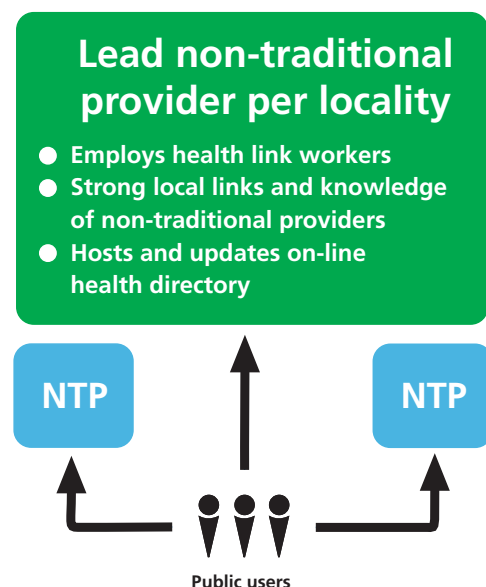 Lead non-traditional
provider per locality
● Employs health link workers
● Strong local links and knowledge
of non-traditional providers
● Hosts and updates on-line
health directory
NTP
NTP
Public users